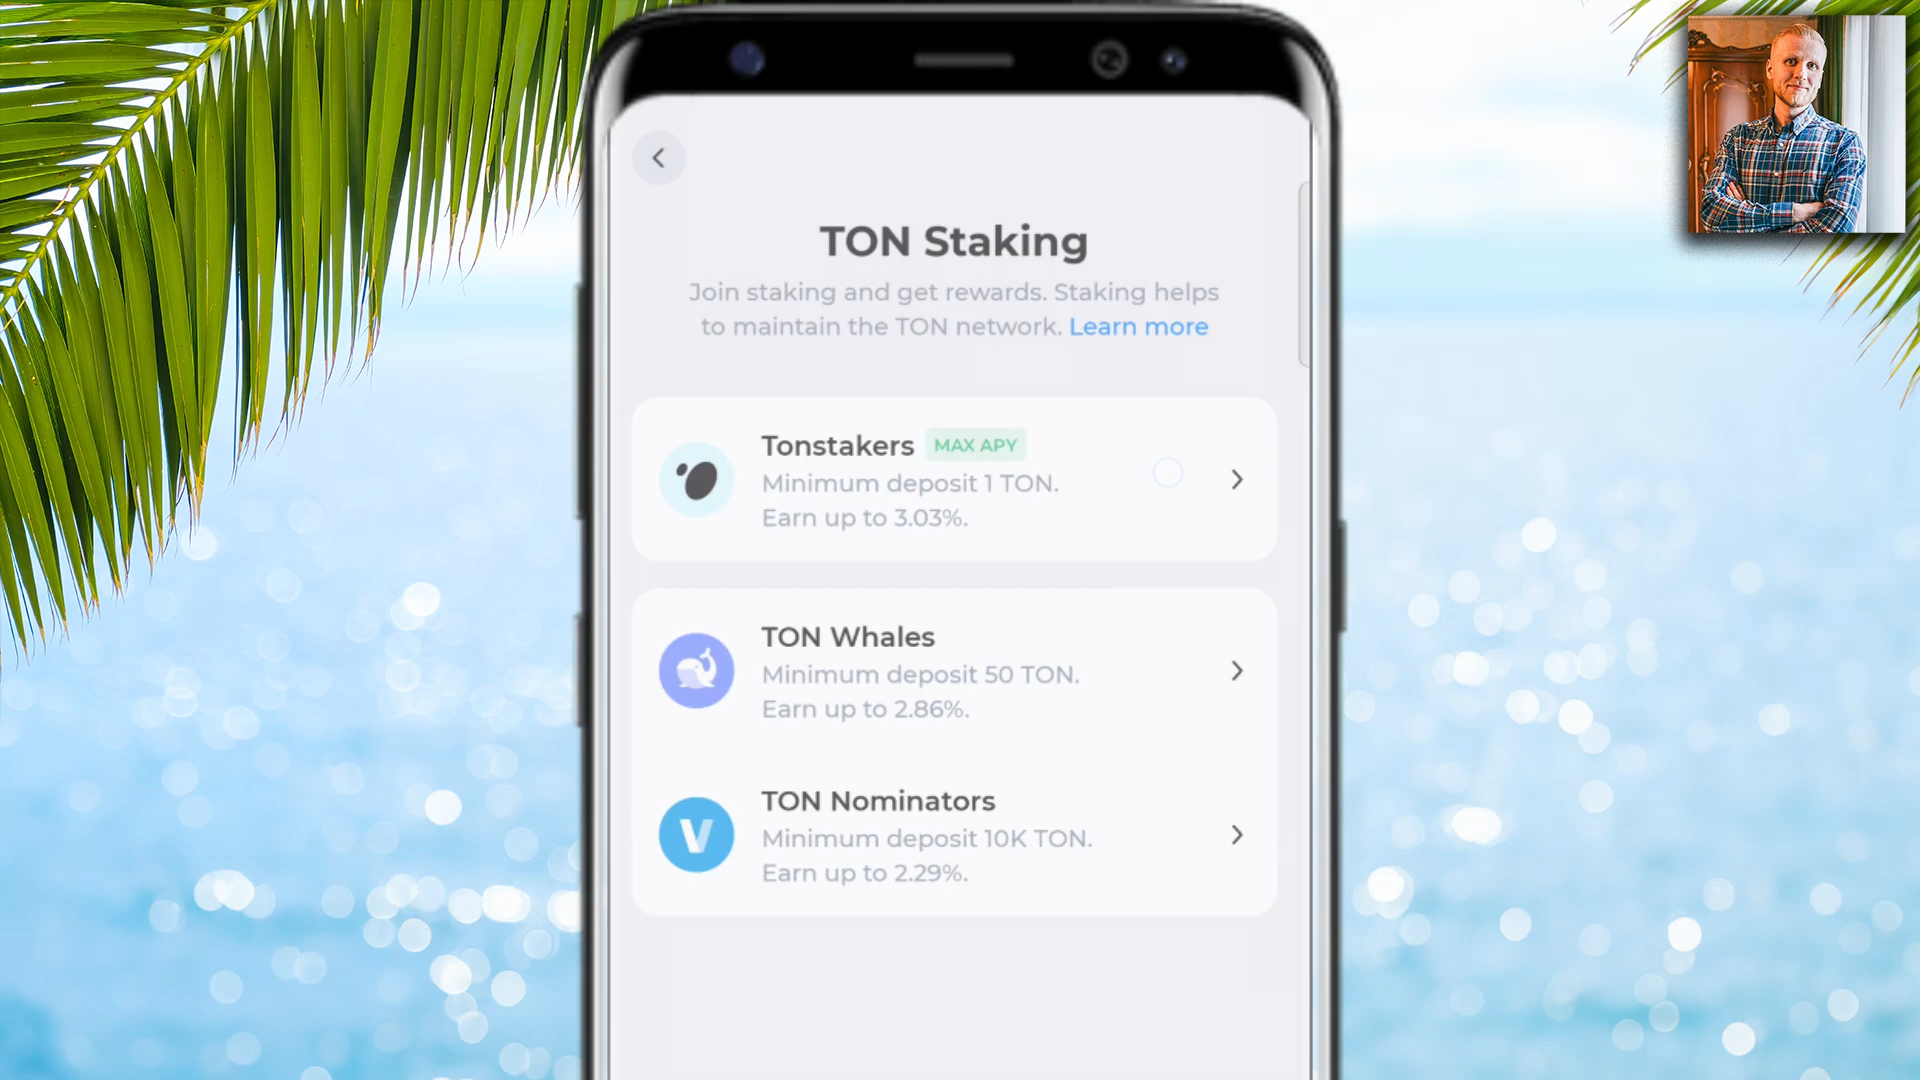 TON Staking
Join staking and get rewards. Staking helps
to maintain the TON network. Learn more
Tonstakers MAX APY
Minimum deposit 1 TON.
Earn up to 3.03%.
TON Whales
Minimum deposit 50 TON.
Earn up to 2.86%.
TON Nominators
Minimum deposit 10K TON.
Earn up to 2.29%.